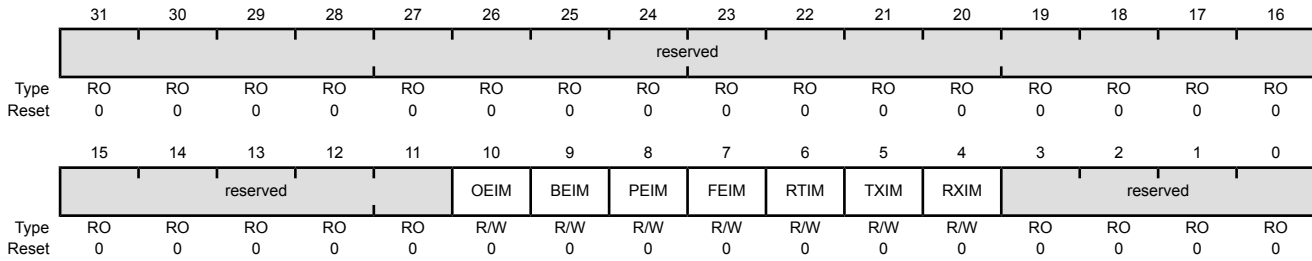 31 30 29 28 27 26 25 24 23 22 21 20 19 18 17 16
reserved
Type RO RO RO RO RO RO RO RO RO RO RO RO RO RO RO RO
Reset 0 0 0 0 0 0 0 0 0 0 0 0 0 0 0 0
15 14 13 12 11 10 9 8 7 6 5 4 3 2 1 0
reserved OEIM BEIM PEIM FEIM RTIM TXIM RXIM reserved
Type RO RO RO RO RO R/W R/W R/W R/W R/W R/W R/W RO RO RO RO
Reset 0 0 0 0 0 0 0 0 0 0 0 0 0 0 0 0